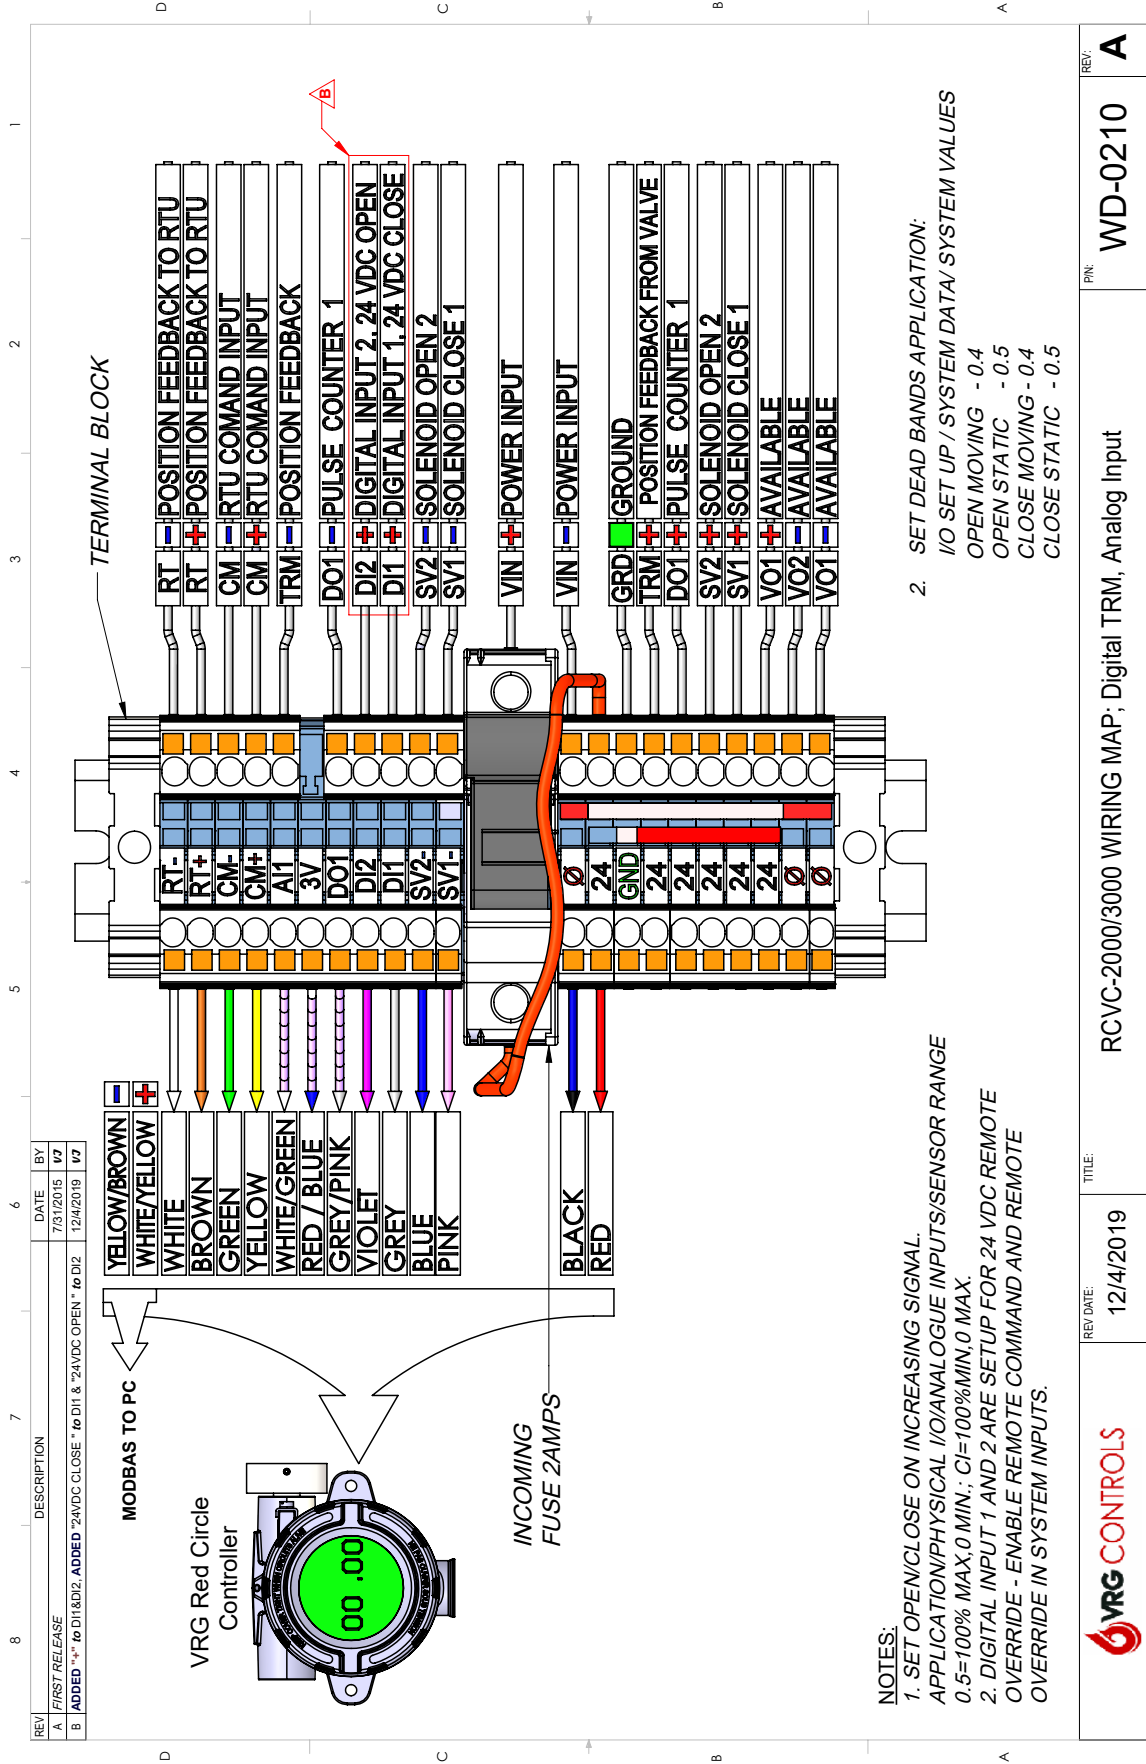 REV DESCRIPTION DATE BY
A FIRST RELEASE 7/31/2015 VJ
B ADDED "+" to DI1&DI2, ADDED "24VDC CLOSE " to DI1 & "24VDC OPEN " to DI2 12/4/2019 VJ
8 7 6 5 4 3 2 1
D
C
B
A
D
C
B
A
MODBAS TO PC
VRG Red Circle
Controller
00 .00
INCOMING
FUSE 2AMPS
TERMINAL BLOCK
B
YELLOW/BROWN -
WHITE/YELLOW +
WHITE
BROWN
GREEN
YELLOW
WHITE/GREEN
RED / BLUE
GREY/PINK
VIOLET
GREY
BLUE
PINK
BLACK
RED
RT-
RT+
CM-
CM+
AI1
3V
DO1
DI2
DI1
SV2-
SV1-
Ø
24
GND
24
24
24
24
24
Ø
Ø
RT - POSITION FEEDBACK TO RTU
RT + POSITION FEEDBACK TO RTU
CM - RTU COMAND INPUT
CM + RTU COMAND INPUT
TRM - POSITION FEEDBACK
DO1 - PULSE COUNTER 1
DI2 + DIGITAL INPUT 2, 24 VDC OPEN
DI1 + DIGITAL INPUT 1, 24 VDC CLOSE
SV2 - SOLENOID OPEN 2
SV1 - SOLENOID CLOSE 1
VIN + POWER INPUT
VIN - POWER INPUT
GRD GROUND
TRM + POSITION FEEDBACK FROM VALVE
DO1 + PULSE COUNTER 1
SV2 + SOLENOID OPEN 2
SV1 + SOLENOID CLOSE 1
VO1 + AVAILABLE
VO2 - AVAILABLE
VO1 - AVAILABLE
NOTES:
1. SET OPEN/CLOSE ON INCREASING SIGNAL.
APPLICATION/PHYSICAL I/O/ANALOGUE INPUTS/SENSOR RANGE
0.5=100% MAX,0 MIN.; CI=100%MIN,0 MAX.
2. DIGITAL INPUT 1 AND 2 ARE SETUP FOR 24 VDC REMOTE
OVERRIDE - ENABLE REMOTE COMMAND AND REMOTE
OVERRIDE IN SYSTEM INPUTS.
2. SET DEAD BANDS APPLICATION:
I/O SET UP / SYSTEM DATA/ SYSTEM VALUES
OPEN MOVING - 0.4
OPEN STATIC - 0.5
CLOSE MOVING - 0.4
CLOSE STATIC - 0.5
VRG CONTROLS
REV DATE:
12/4/2019
TITLE:
RCVC-2000/3000 WIRING MAP; Digital TRM, Analog Input
P/N:
WD-0210
REV:
A